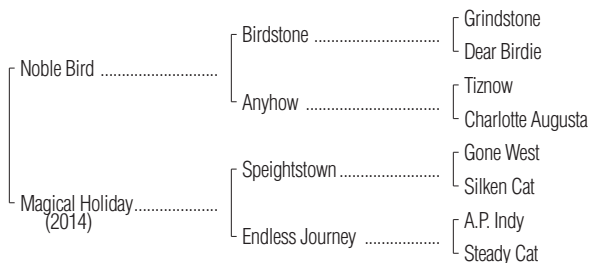 Grindstone
Birdstone ................................
Dear Birdie
Noble Bird ..............................
Tiznow
Anyhow ..................................
Charlotte Augusta
Gone West
Speightstown .........................
Silken Cat
Magical Holiday.....................
(2014)
A.P. Indy
Endless Journey ...................
Steady Cat